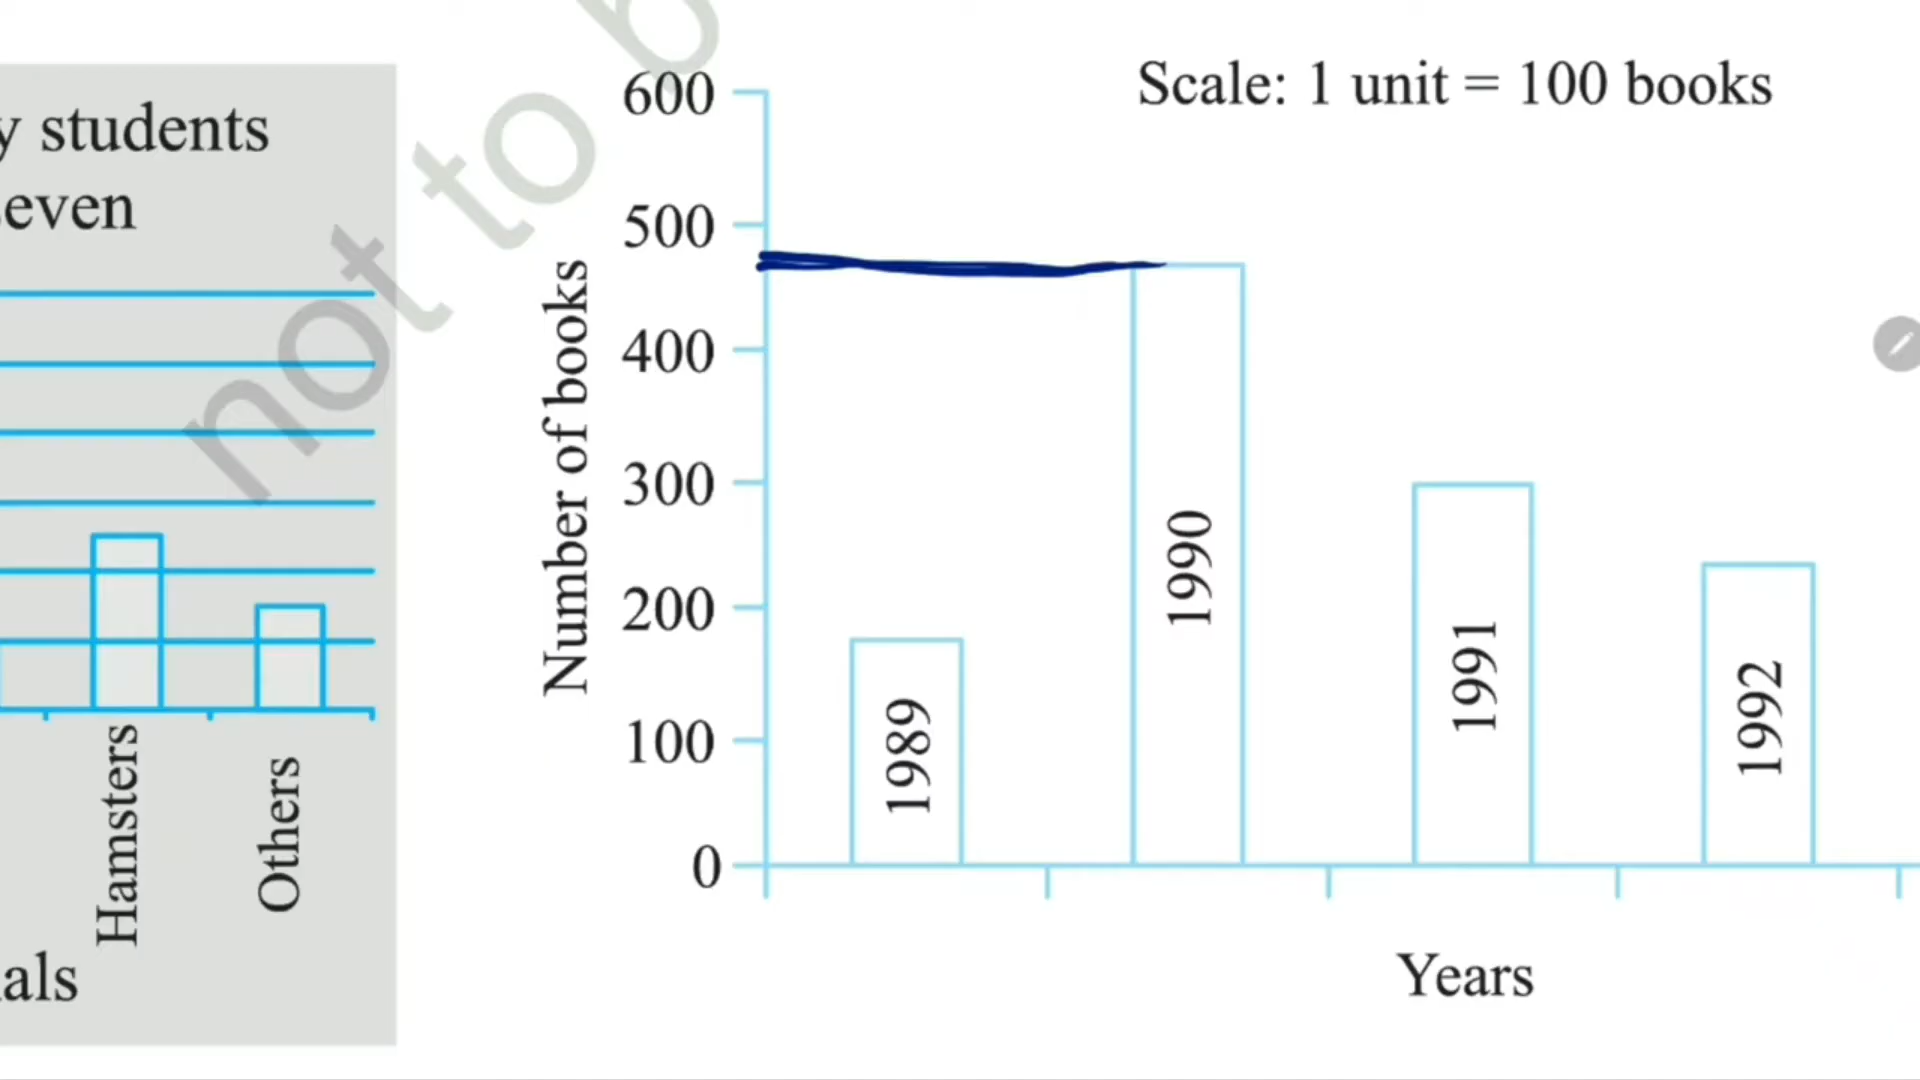 y students
seven
Hamsters
Others
als
not to b
Scale: 1 unit = 100 books
Number of books
600
500
400
300
200
100
0
1989
1990
1991
1992
Years